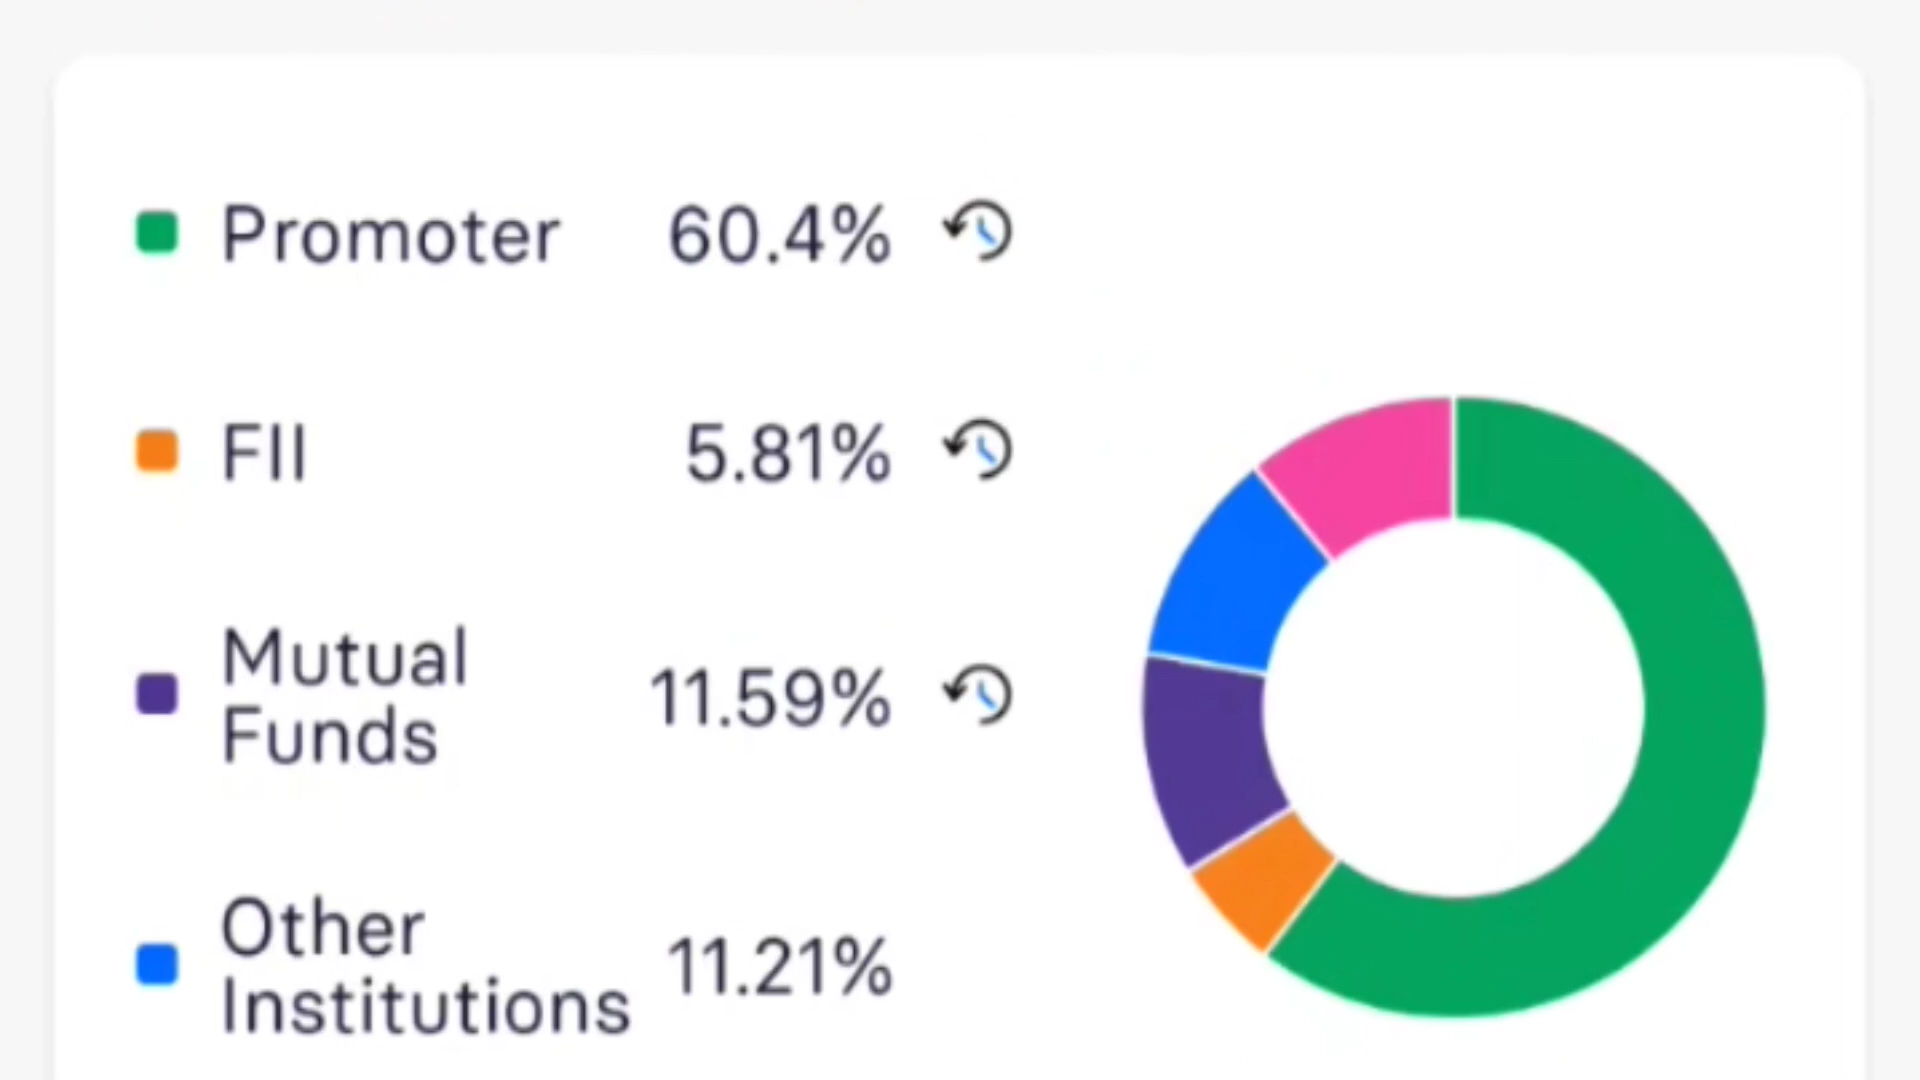 Promoter 60.4%
FII 5.81%
Mutual
Funds 11.59%
Other
Institutions 11.21%